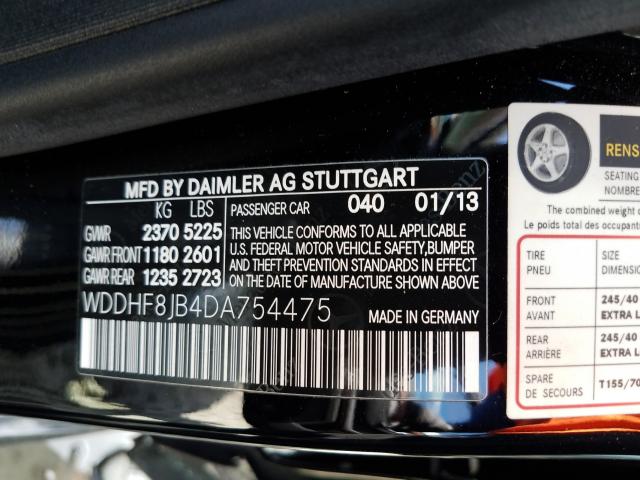 MFD BY DAIMLER AG STUTTGART
KG LBS
GVWR 2370 5225
GAWR FRONT 1180 2601
GAWR REAR 1235 2723
PASSENGER CAR 040 01/13
THIS VEHICLE CONFORMS TO ALL APPLICABLE
U.S. FEDERAL MOTOR VEHICLE SAFETY,BUMPER
AND THEFT PREVENTION STANDARDS IN EFFECT
ON THE DATE OF MANUFACTURE SHOWN ABOVE
WDDHF8JB4DA754475
MADE IN GERMANY
RENS
SEATING
NOMBRE
The combined weight
Le poids total des occupant
TIRE
PNEU
SIZE
DIMENSION
FRONT
AVANT
245/40
EXTRA L
REAR
ARRIÈRE
245/40
EXTRA L
SPARE
DE SECOURS
T155/70